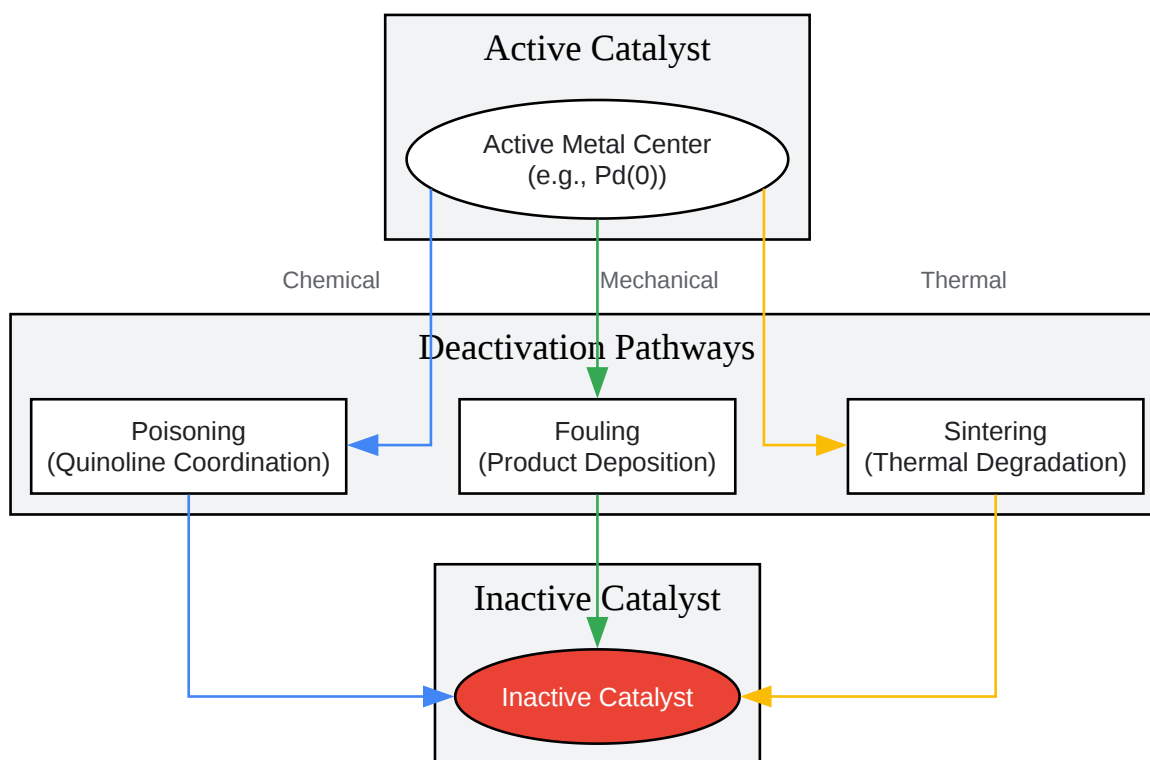 Active Catalyst
Active Metal Center
(e.g., Pd(0))
Chemical
Mechanical
Thermal
Deactivation Pathways
Poisoning
(Quinoline Coordination)
Fouling
(Product Deposition)
Sintering
(Thermal Degradation)
Inactive Catalyst
Inactive Catalyst